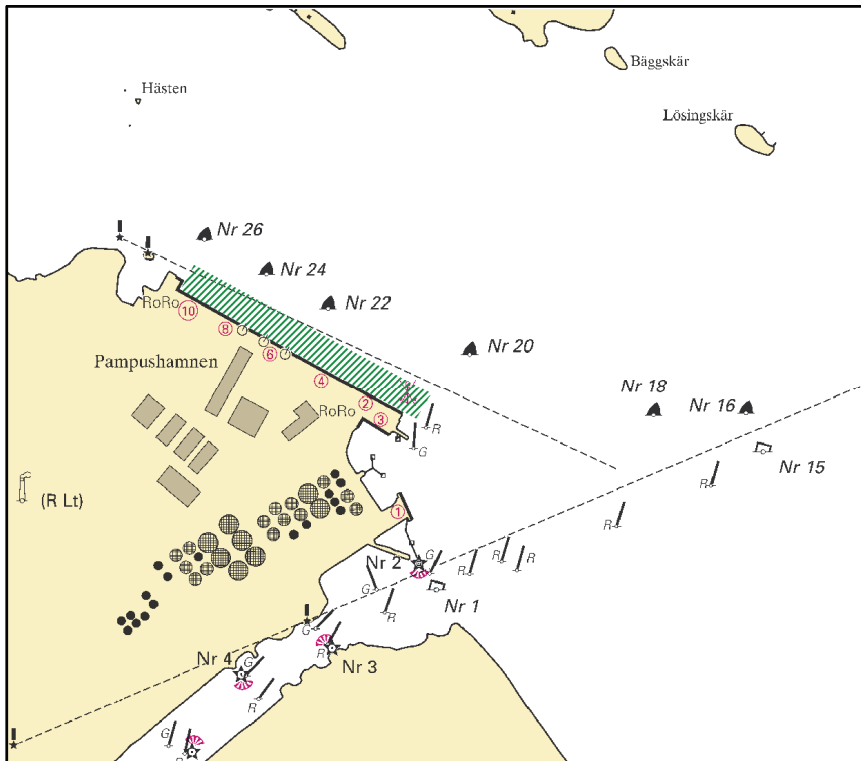 Bäggskär
Hästen
Lösingskär
Nr 26
Nr 24
RoRo
10
Nr 22
8
6
Nr 20
Pampushamnen
4
2
Nr 18
Nr 16
RoRo
3
R
G
Nr 15
(R Lt)
R
1
R
Nr 2
G
R
R
G
Nr 1
R
G
R
Nr 3
Nr 4
G
R
G
G
R